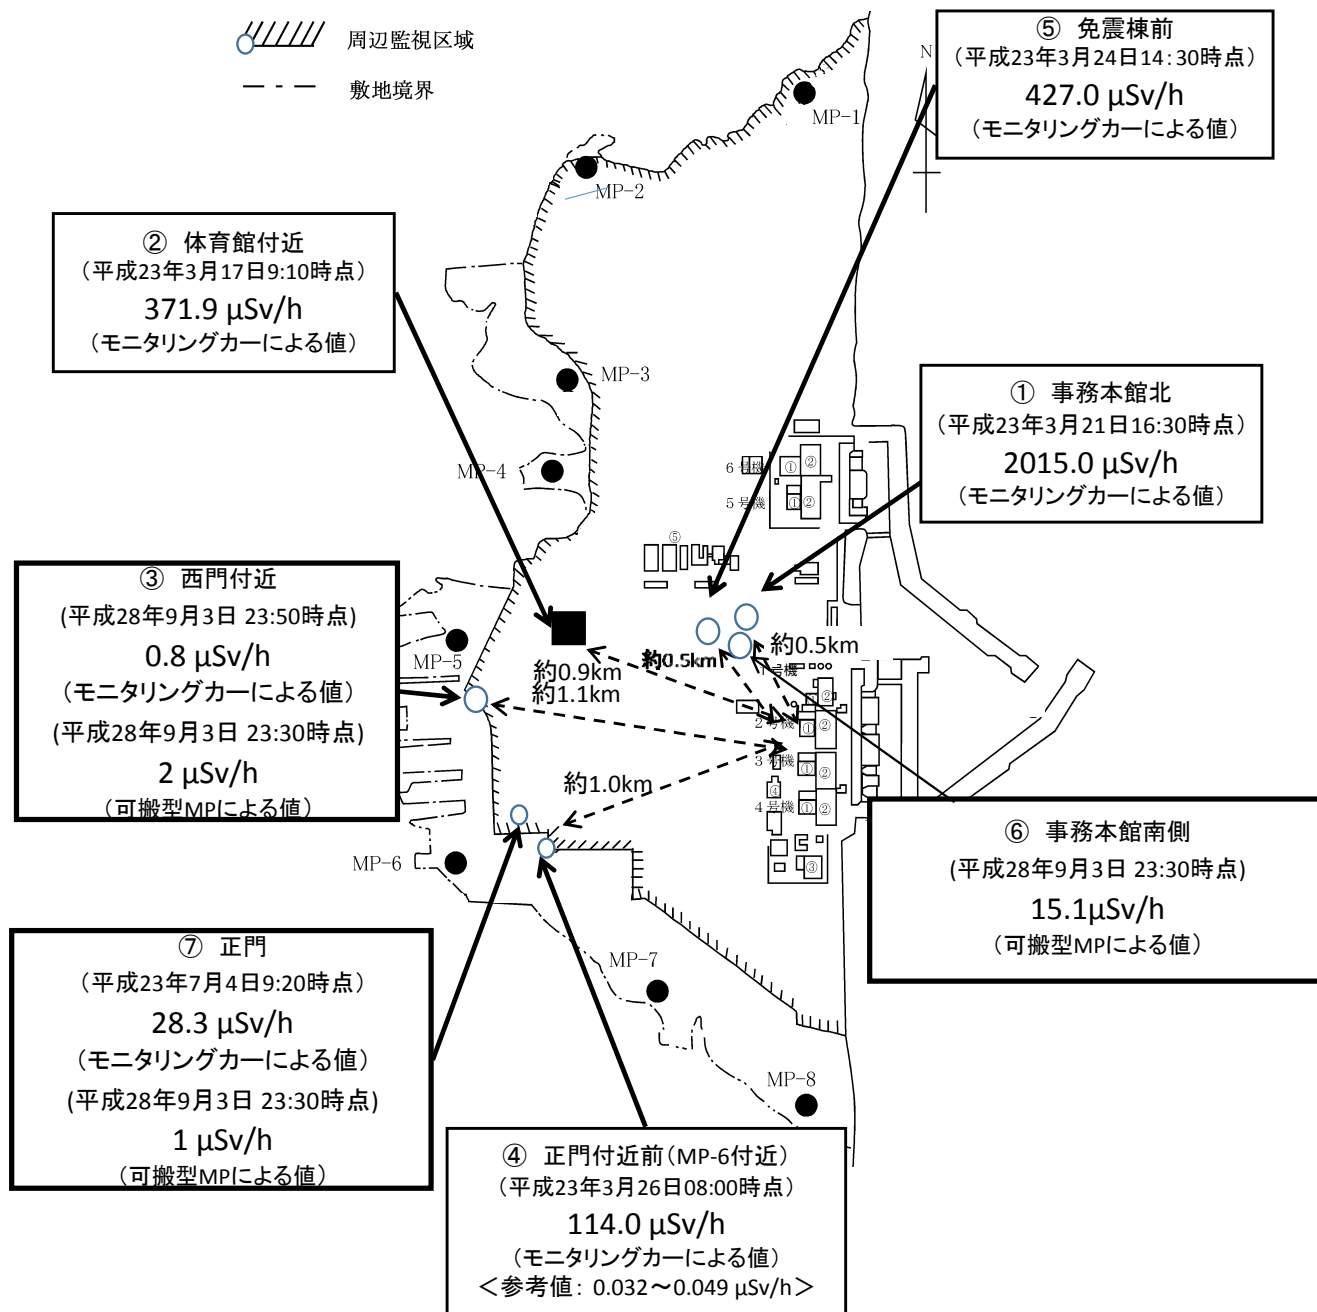 周辺監視区域
敷地境界
⑤ 免震棟前
（平成23年3月24日14：30時点）
427.0 μSv/h
（モニタリングカーによる値）
N
MP-1
MP-2
② 体育館付近
（平成23年3月17日9:10時点）
371.9 μSv/h
（モニタリングカーによる値）
MP-3
① 事務本館北
（平成23年3月21日16:30時点）
2015.0 μSv/h
（モニタリングカーによる値）
MP-4
6号機
① ②
5号機
① ②
⑤
③ 西門付近
(平成28年9月3日 23:50時点)
0.8 μSv/h
（モニタリングカーによる値）
(平成28年9月3日 23:30時点)
2 μSv/h
（可搬型MPによる値）
MP-5
約0.9km
約1.1km
約0.5km
約0.5km
1号機
②
2号機
① ②
3号機
① ②
④
4号機
① ②
③
約1.0km
MP-6
⑥ 事務本館南側
(平成28年9月3日 23:30時点)
15.1μSv/h
（可搬型MPによる値）
⑦ 正門
（平成23年7月4日9:20時点）
28.3 μSv/h
（モニタリングカーによる値）
(平成28年9月3日 23:30時点)
1 μSv/h
（可搬型MPによる値）
MP-7
MP-8
④ 正門付近前（MP-6付近）
（平成23年3月26日08:00時点）
114.0 μSv/h
（モニタリングカーによる値）
＜参考値： 0.032～0.049 μSv/h＞